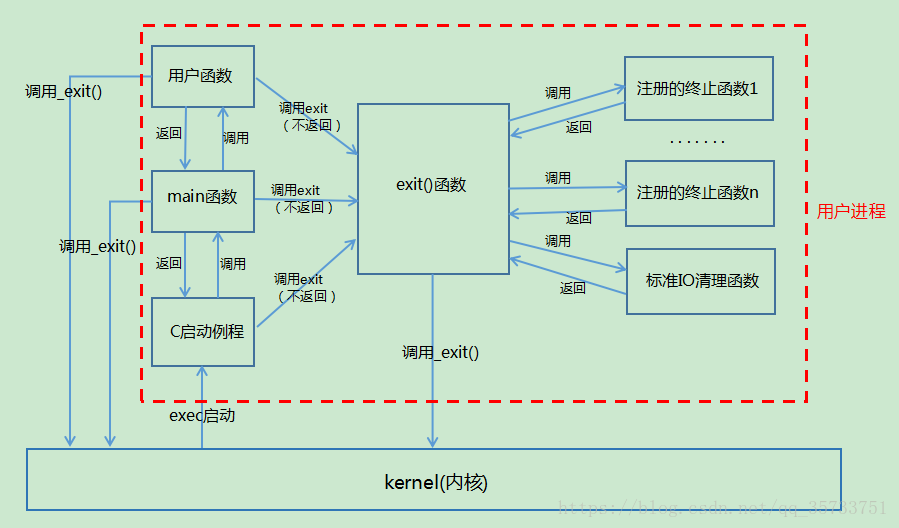 用户函数
调用_exit()
返回
调用
调用exit
（不返回）
main函数
调用exit
（不返回）
调用_exit()
返回
调用
调用exit
（不返回）
C启动例程
exec启动
exit()函数
调用_exit()
调用
返回
注册的终止函数1
.......
调用
返回
注册的终止函数n
调用
返回
标准IO清理函数
用户进程
kernel(内核)
https://blog.csdn.net/qq_35733751